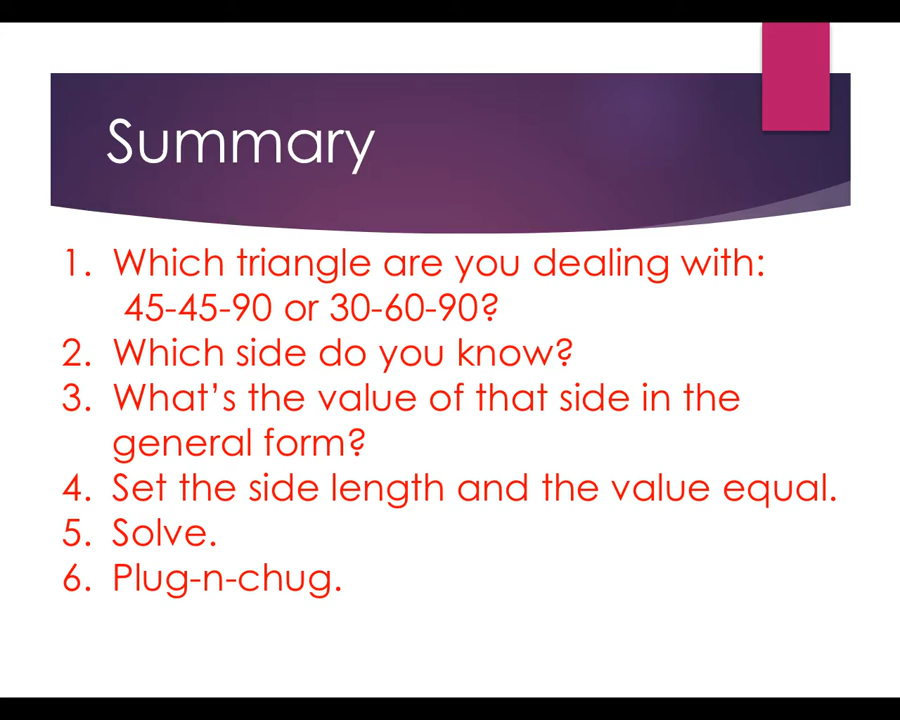 Summary
1. Which triangle are you dealing with:
45-45-90 or 30-60-90?
2. Which side do you know?
3. What’s the value of that side in the
general form?
4. Set the side length and the value equal.
5. Solve.
6. Plug-n-chug.